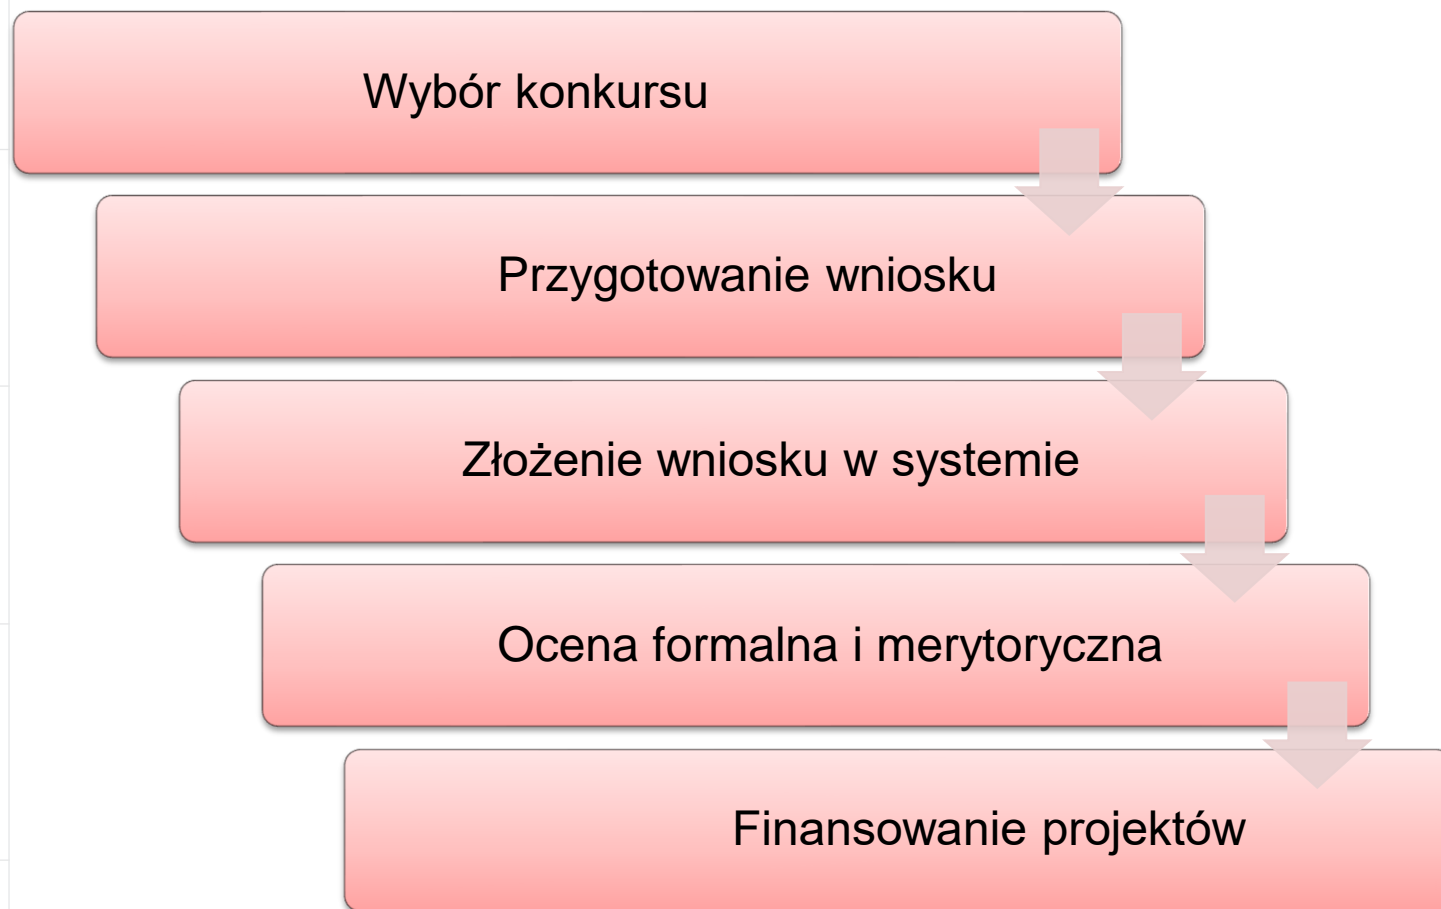 Wybór konkursu
Przygotowanie wniosku
Złożenie wniosku w systemie
Ocena formalna i merytoryczna
Finansowanie projektów